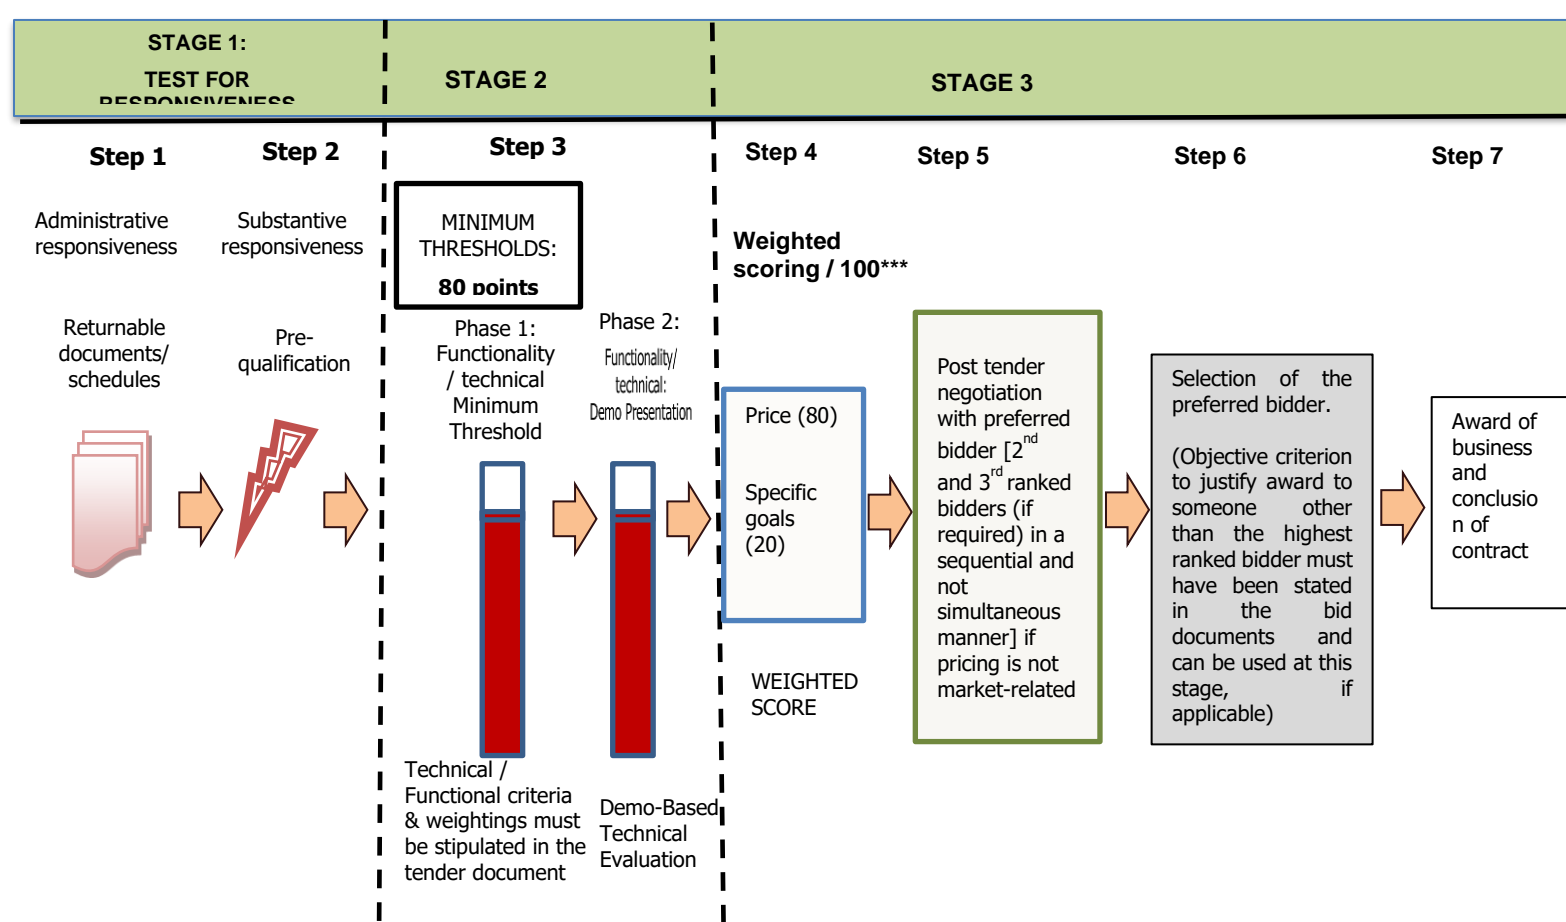 STAGE 1:
TEST FOR
RESPONSIVENESS
STAGE 2
STAGE 3
Step 1
Step 2
Step 3
Step 4
Step 5
Step 6
Step 7
Administrative
responsiveness
Substantive
responsiveness
MINIMUM
THRESHOLDS:
80 points
Weighted
scoring / 100***
Returnable
documents/
schedules
Pre-
qualification
Phase 1:
Functionality
/ technical
Minimum
Threshold
Phase 2:
Functionality/
technical:
Demo Presentation
Technical /
Functional criteria
& weightings must
be stipulated in the
tender document
Demo-Based
Technical
Evaluation
Price (80)
Specific
goals
(20)
WEIGHTED
SCORE
Post tender
negotiation
with preferred
bidder [2nd
and 3rd ranked
bidders (if
required) in a
sequential and
not
simultaneous
manner] if
pricing is not
market-related
Selection of the
preferred bidder.
(Objective criterion
to justify award to
someone other
than the highest
ranked bidder must
have been stated
in the bid
documents and
can be used at this
stage, if
applicable)
Award of
business
and
conclusio
n of
contract